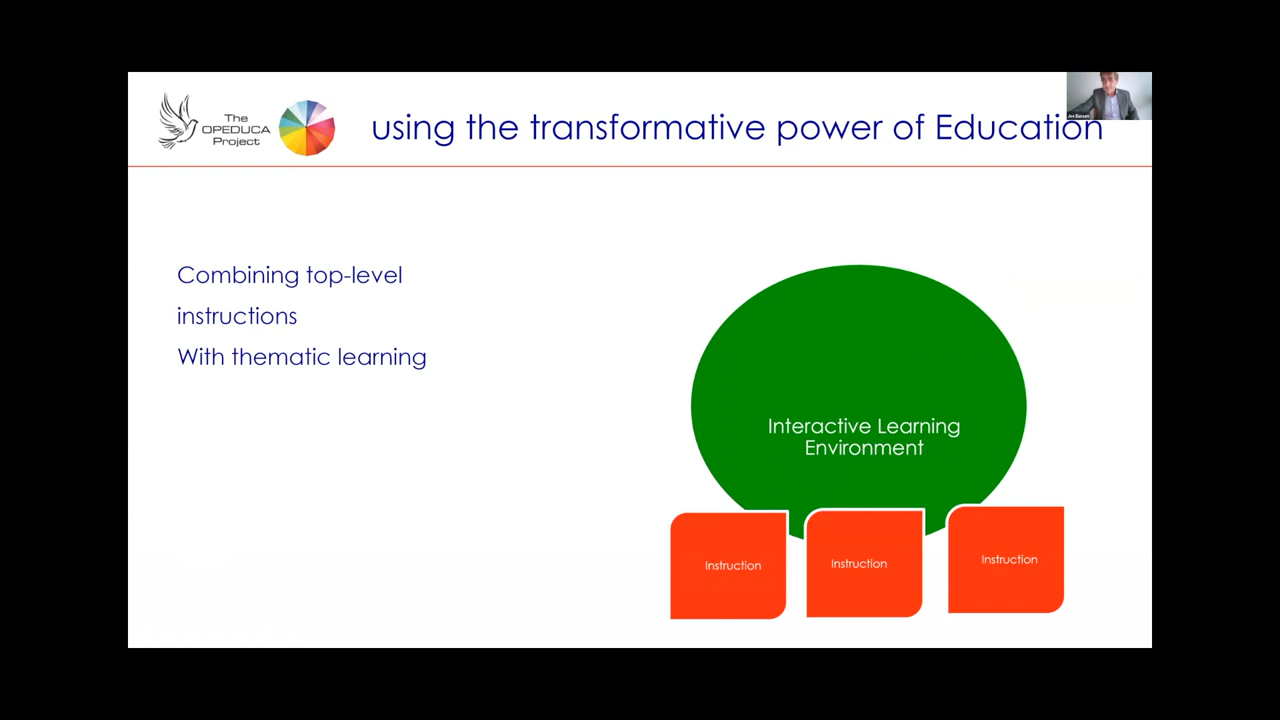 The
OPEDUCA
Project
using the transformative power of Education
Combining top-level
instructions
With thematic learning
Interactive Learning
Environment
Instruction
Instruction
Instruction